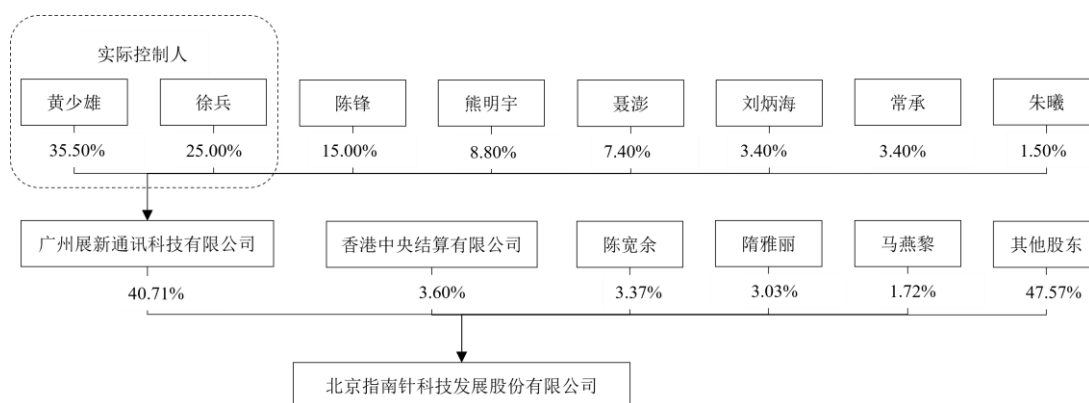 实际控制人
黄少雄 徐兵 陈锋 熊明宇 聂澎 刘炳海 常承 朱曦
35.50% 25.00% 15.00% 8.80% 7.40% 3.40% 3.40% 1.50%
广州展新通讯科技有限公司 香港中央结算有限公司 陈宽余 隋雅丽 马燕黎 其他股东
40.71% 3.60% 3.37% 3.03% 1.72% 47.57%
北京指南针科技发展股份有限公司